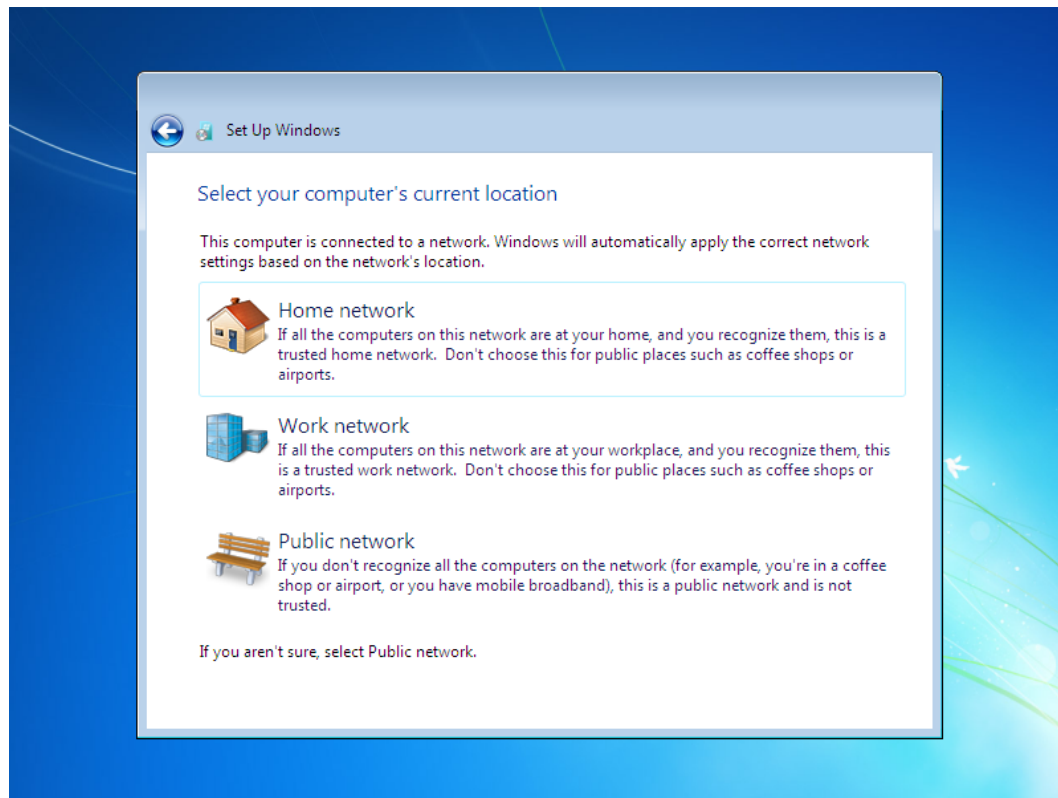 Set Up Windows
Select your computer's current location
This computer is connected to a network. Windows will automatically apply the correct network
settings based on the network's location.
Home network
If all the computers on this network are at your home, and you recognize them, this is a
trusted home network.  Don't choose this for public places such as coffee shops or
airports.
Work network
If all the computers on this network are at your workplace, and you recognize them, this
is a trusted work network.  Don't choose this for public places such as coffee shops or
airports.
Public network
If you don't recognize all the computers on the network (for example, you're in a coffee
shop or airport, or you have mobile broadband), this is a public network and is not
trusted.
If you aren't sure, select Public network.